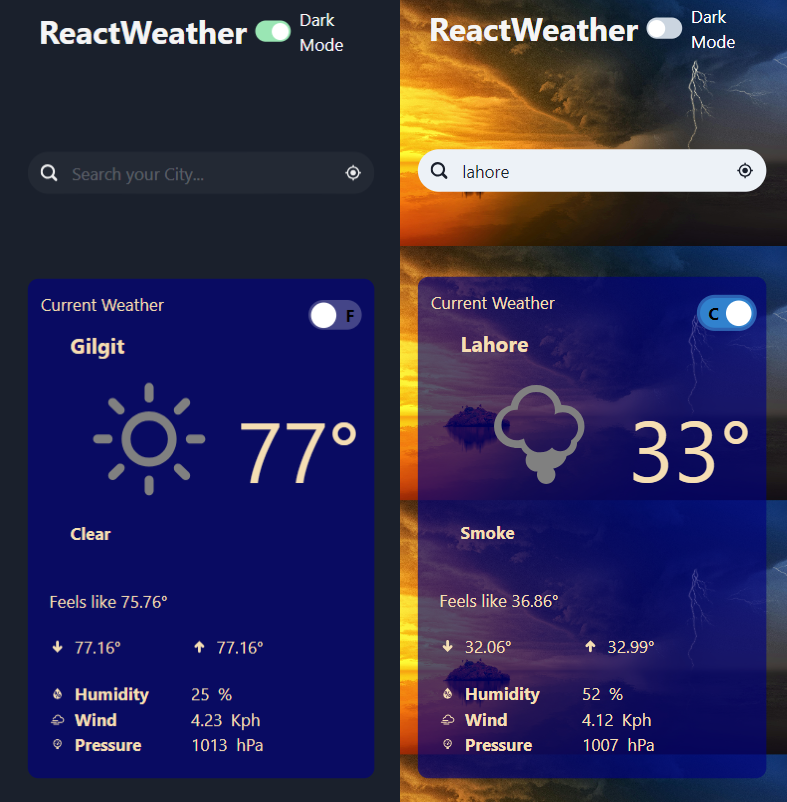 ReactWeather
Dark
Mode
Search your City...
Current Weather
F
Gilgit
77°
Clear
Feels like 75.76°
77.16° 77.16°
Humidity 25 %
Wind 4.23 Kph
Pressure 1013 hPa
ReactWeather
Dark
Mode
lahore
Current Weather
C
Lahore
33°
Smoke
Feels like 36.86°
32.06° 32.99°
Humidity 52 %
Wind 4.12 Kph
Pressure 1007 hPa